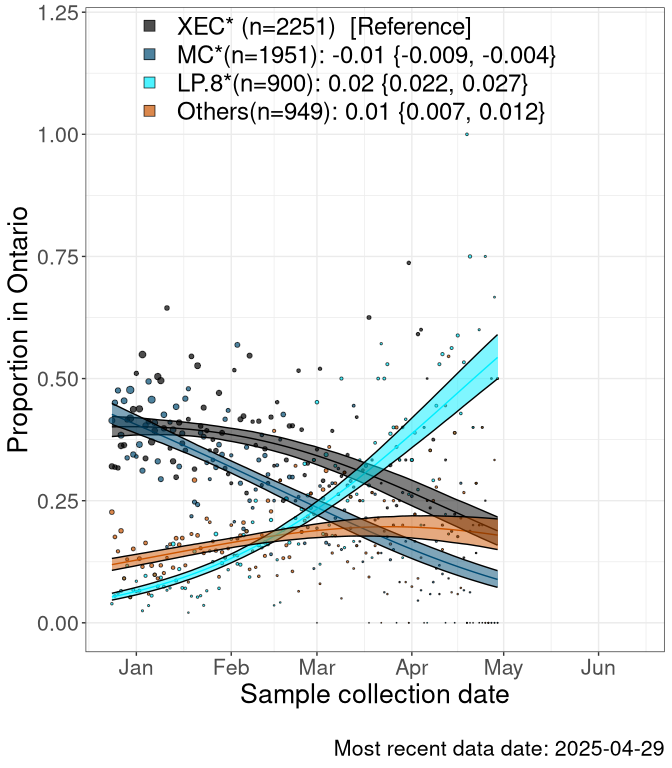 XEC* (n=2251) [Reference]
MC*(n=1951): -0.01 {-0.009, -0.004}
LP.8*(n=900): 0.02 {0.022, 0.027}
Others(n=949): 0.01 {0.007, 0.012}
Proportion in Ontario
1.25
1.00
0.75
0.50
0.25
0.00
Jan Feb Mar Apr May Jun
Sample collection date
Most recent data date: 2025-04-29